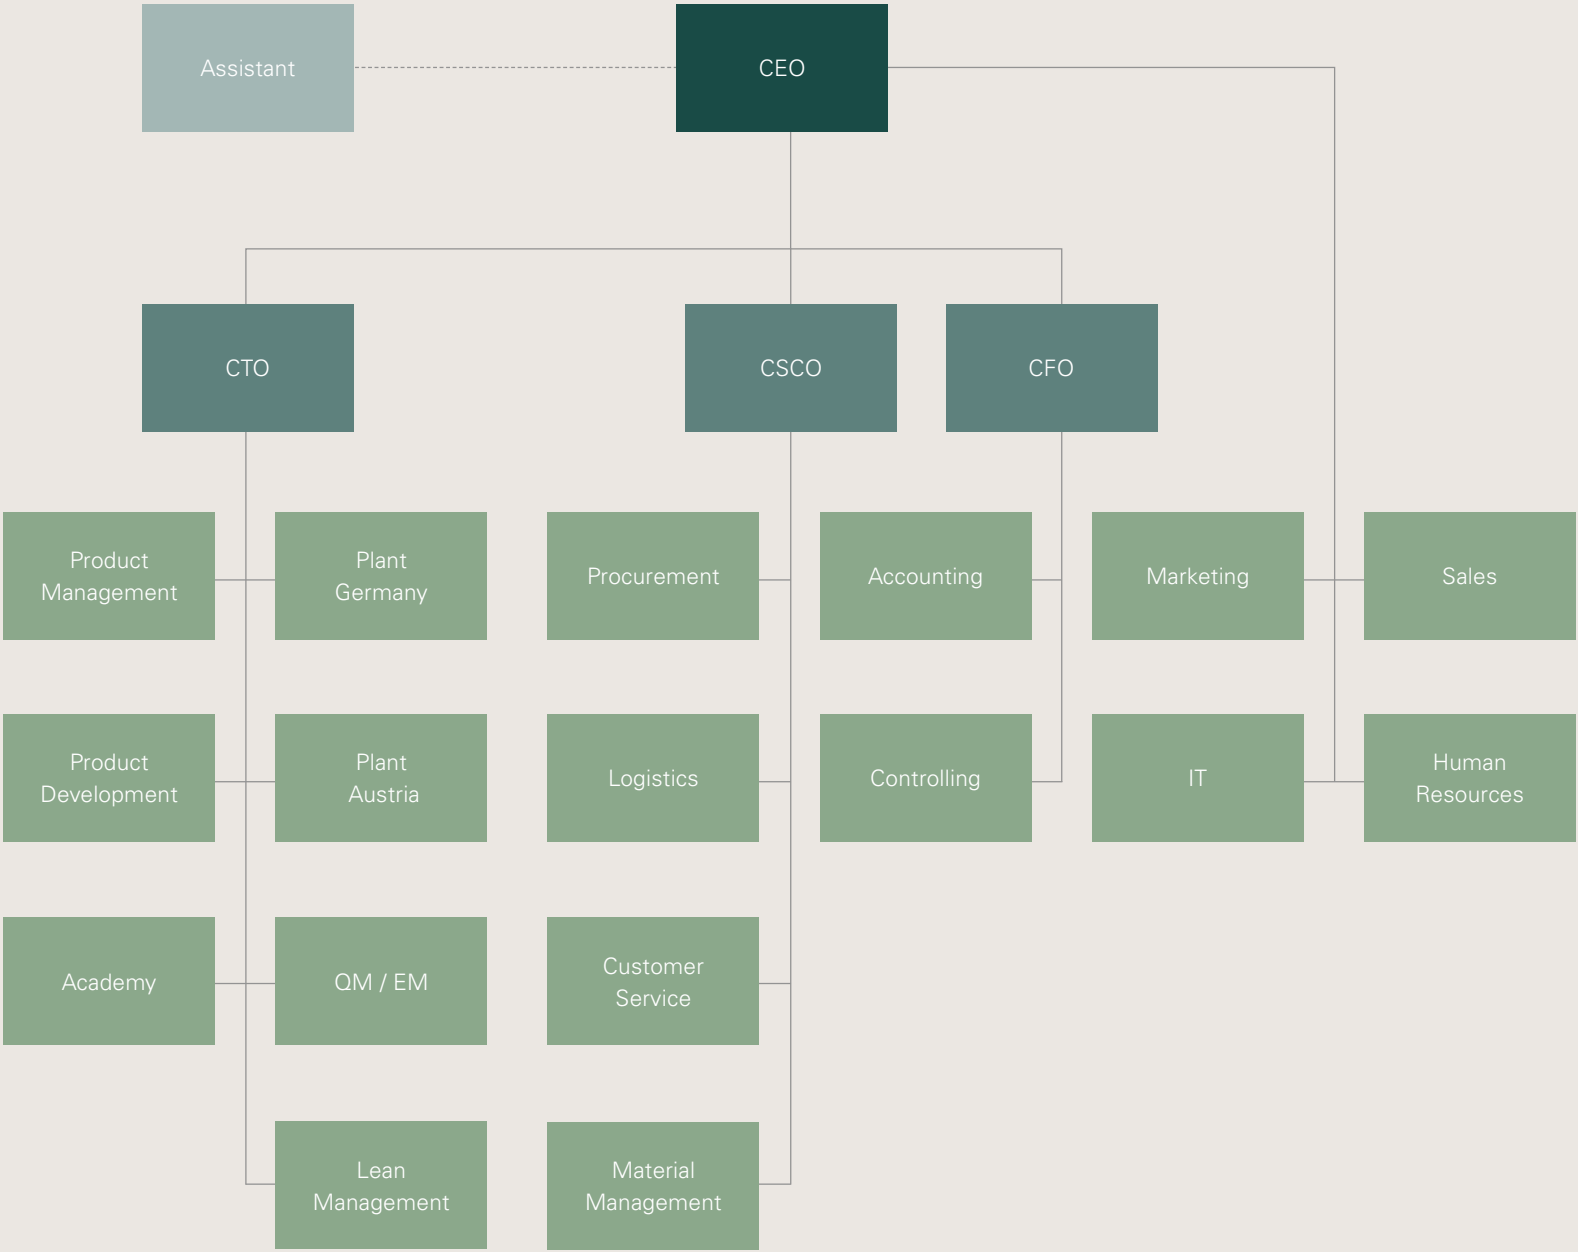 Assistant
CEO
CTO
CSCO
CFO
Product
Management
Plant
Germany
Procurement
Accounting
Marketing
Sales
Product
Development
Plant
Austria
Logistics
Controlling
IT
Human
Resources
Academy
QM / EM
Customer
Service
Lean
Management
Material
Management